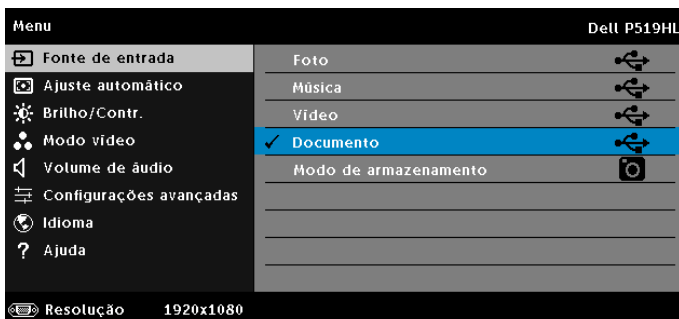 Menu Dell P519HL
Fonte de entrada
Ajuste automático
Brilho/Contr.
Modo vídeo
Volume de áudio
Configurações avançadas
Idioma
? Ajuda
Foto
Música
Vídeo
✓ Documento
Modo de armazenamento
Resolução 1920x1080